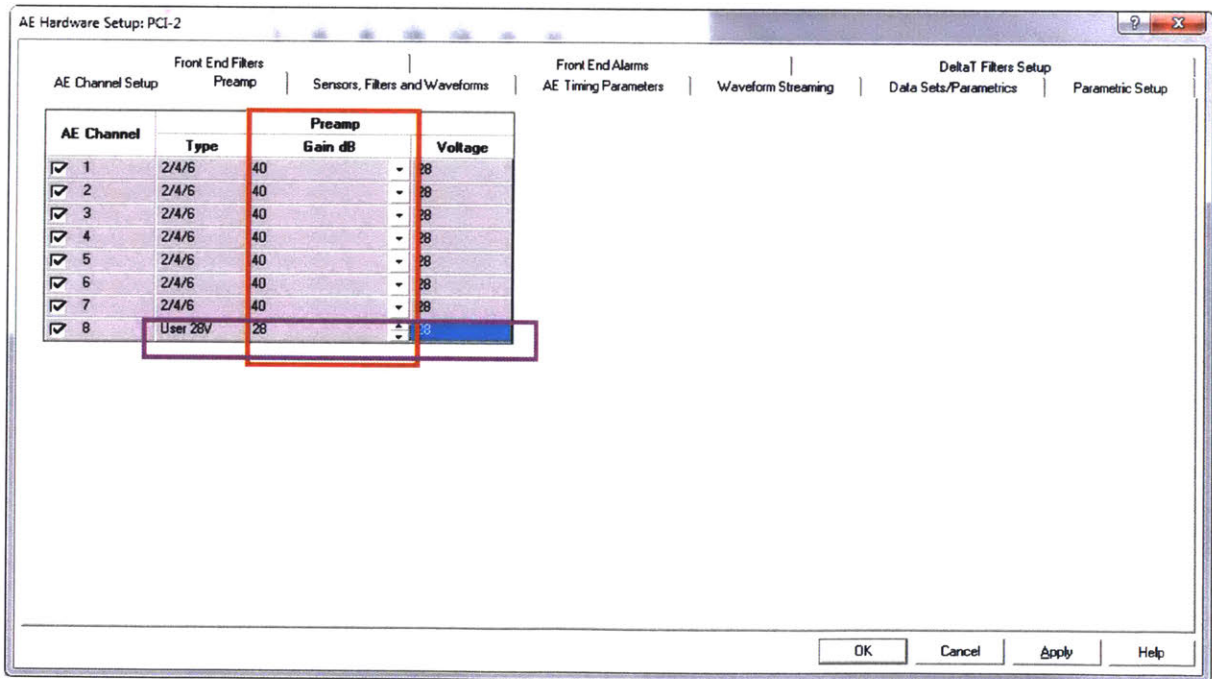 AE Hardware Setup: PCI-2
Front End Filters Front End Alarms DeltaT Filters Setup
AE Channel Setup Preamp Sensors, Filters and Waveforms AE Timing Parameters Waveform Streaming Data Sets/Parametrics Parametric Setup
AE Channel Preamp
Type Gain dB Voltage
1 2/4/6 40 28
2 2/4/6 40 28
3 2/4/6 40 28
4 2/4/6 40 28
5 2/4/6 40 28
6 2/4/6 40 28
7 2/4/6 40 28
8 User 28V 28 28
OK Cancel Apply Help